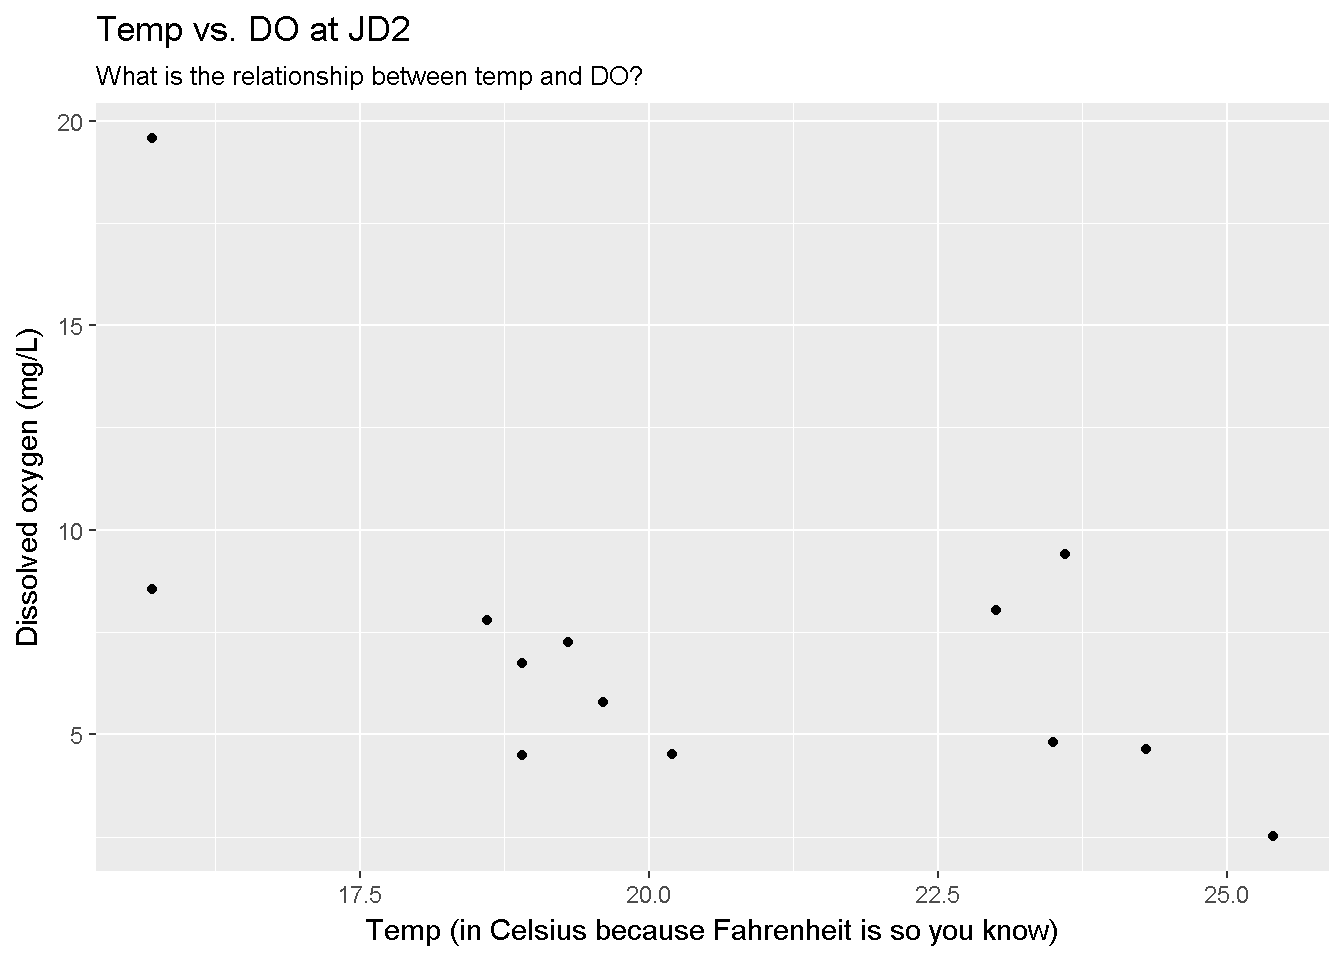 Temp vs. DO at JD2
What is the relationship between temp and DO?
Dissolved oxygen (mg/L)
20
15
10
5
17.5 20.0 22.5 25.0
Temp (in Celsius because Fahrenheit is so you know)